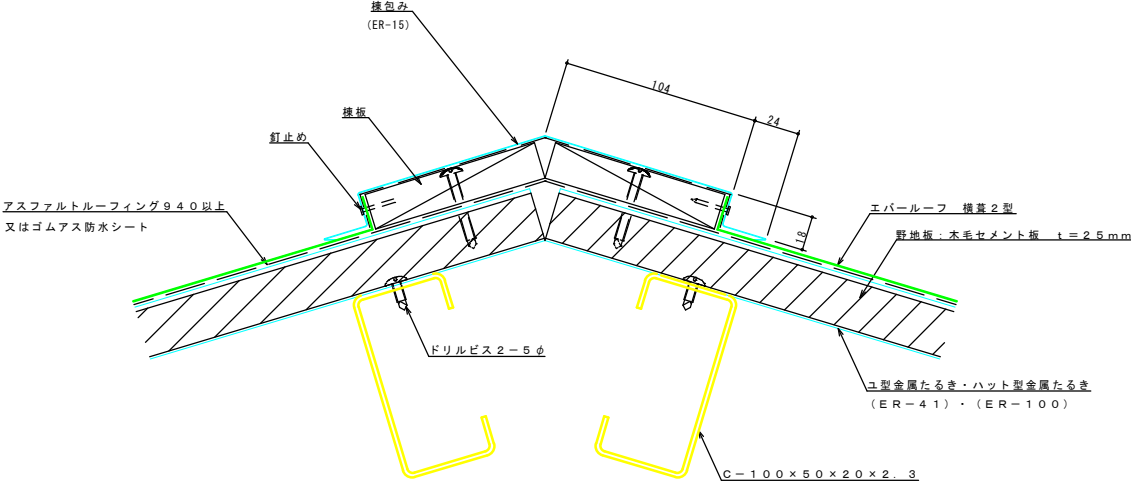 棟包み
(ER-15)
104
24
棟板
釘止め
アスファルトルーフィング940以上
又はゴムアス防水シート
エバールーフ 横葺2型
18
野地板:木毛セメント板 t=25mm
ドリルビス2-5φ
ユ型金属たるき・ハット型金属たるき
(ER-41)・(ER-100)
C-100×50×20×2.3